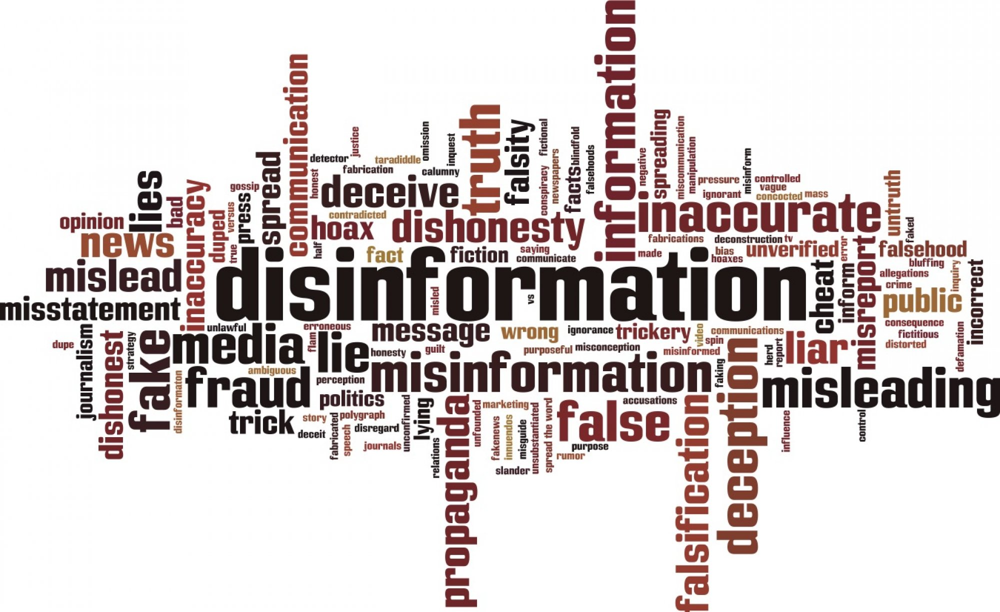 information
communication
truth
falsity
justice
omission
inquest
fictional
blindfold
spreading
miscommunication
manipulation
falsehoods
negative
misinform
newspapers
conspiracy
facts
detector
taradiddle
fabrication
calumny
honest
spread
lies
bad
inaccuracy
gossip
press
versus
duped
true
deceive
contradicted
pressure
controlled
vague
ignorant
concocted
mass
untruth
faked
opinion
news
hoax
dishonesty
inaccurate
half
fact
fiction
saying
communicate
made
fabrications
deconstruction
tv
bias
hoaxes
unverified
error
misreport
falsehood
bluffing
inquiry
allegations
crime
incorrect
mislead
disinformation
misled
vs
cheat
inform
public
misstatement
consequence
fictitious
distorted
defamation
unlawful
erroneous
message
wrong
ignorance
trickery
video
communications
spin
journalism
dupe
dishonest
strategy
fake
media
flam
lie
honesty
guilt
purposeful
misconception
misinformed
herd
report
liar
deception
faking
misinformation
misleading
ambiguous
disinformaton
fraud
perception
politics
accusations
trick
story
polygraph
deceit
disregard
fabricated
speech
journals
unconfirmed
lying
relations
propaganda
unfounded
marketing
fakenews
innuendos
misguide
unsubstantiated
spread the word
slander
false
purpose
rumor
falsification
influence
control